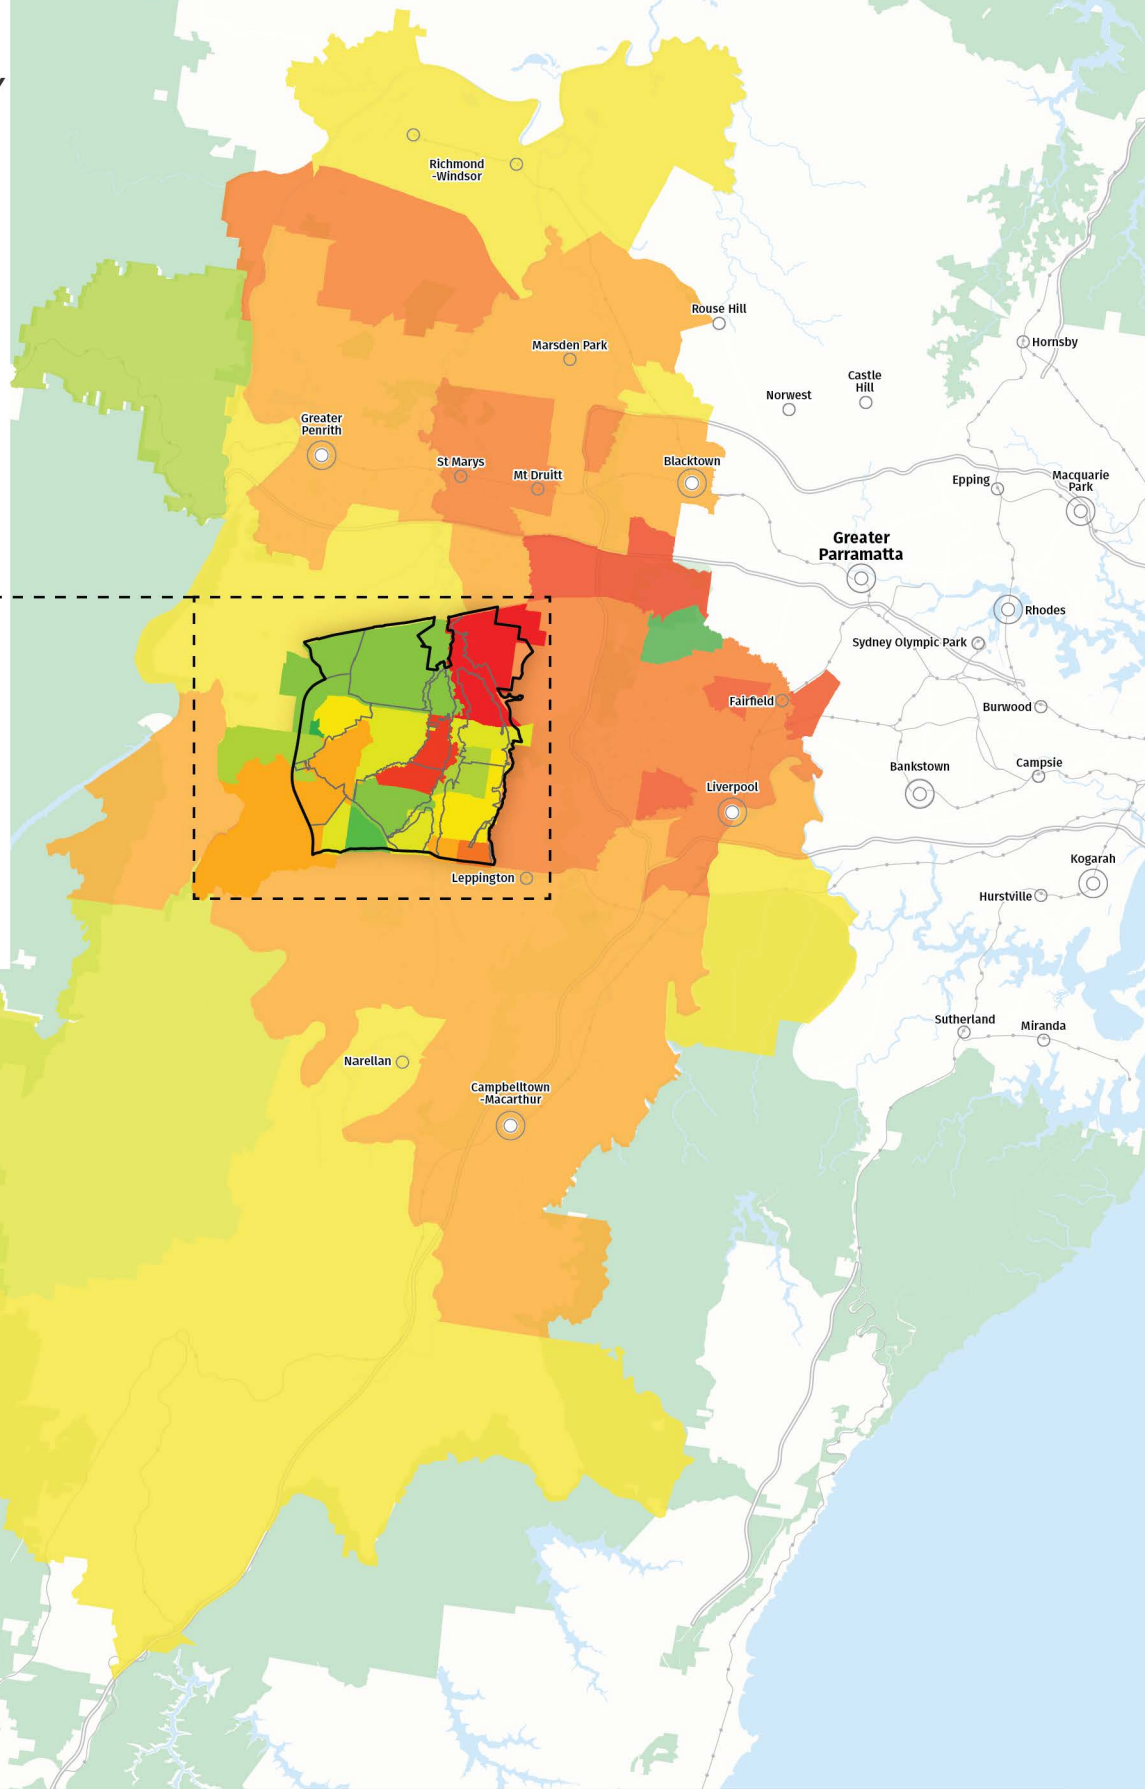 Richmond
-Windsor
Rouse Hill
Marsden Park
Hornsby
Castle
Hill
Norwest
Greater
Penrith
St Marys
Mt Druitt
Blacktown
Epping
Macquarie
Park
Greater
Parramatta
Rhodes
Sydney Olympic Park
Fairfield
Burwood
Bankstown
Campsie
Liverpool
Kogarah
Leppington
Hurstville
Sutherland
Miranda
Narellan
Campbelltown
-Macarthur